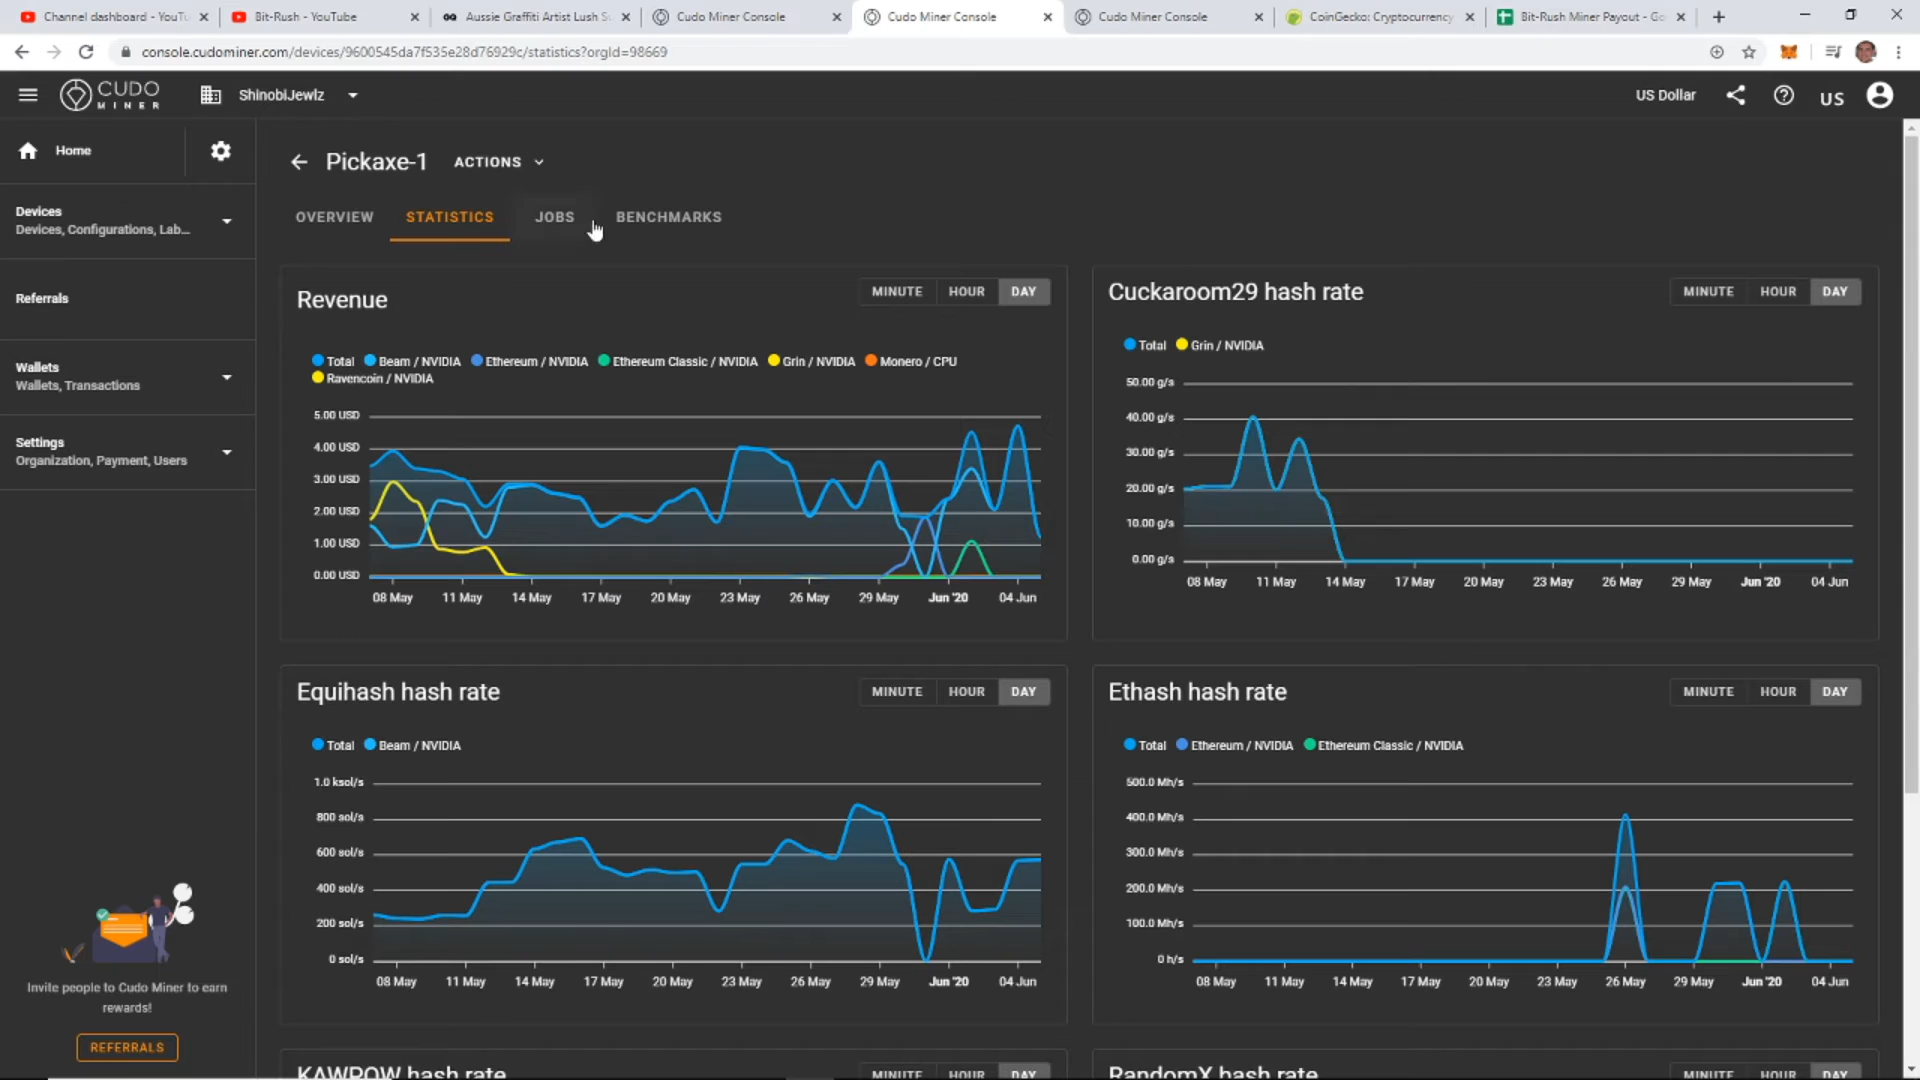 Channel dashboard - YouTu
Bit-Rush - YouTube
Aussie Graffiti Artist Lush Su
Cudo Miner Console
Cudo Miner Console
Cudo Miner Console
CoinGecko: Cryptocurrency
Bit-Rush Miner Payout - Go
console.cudominer.com/devices/9600545da7f535e28d76929c/statistics?orgId=98669
CUDO
MINER
ShinobiJewlz
US Dollar
US
Home
Devices
Devices, Configurations, Lab...
Referrals
Wallets
Wallets, Transactions
Settings
Organization, Payment, Users
Invite people to Cudo Miner to earn
rewards!
REFERRALS
Pickaxe-1
ACTIONS
OVERVIEW
STATISTICS
JOBS
BENCHMARKS
Revenue
MINUTE HOUR DAY
Total Beam / NVIDIA Ethereum / NVIDIA Ethereum Classic / NVIDIA Grin / NVIDIA Monero / CPU
Ravencoin / NVIDIA
5.00 USD
4.00 USD
3.00 USD
2.00 USD
1.00 USD
0.00 USD
08 May 11 May 14 May 17 May 20 May 23 May 26 May 29 May Jun '20 04 Jun
Cuckaroom29 hash rate
MINUTE HOUR DAY
Total Grin / NVIDIA
50.00 g/s
40.00 g/s
30.00 g/s
20.00 g/s
10.00 g/s
0.00 g/s
08 May 11 May 14 May 17 May 20 May 23 May 26 May 29 May Jun '20 04 Jun
Equihash hash rate
MINUTE HOUR DAY
Total Beam / NVIDIA
1.0 ksol/s
800 sol/s
600 sol/s
400 sol/s
200 sol/s
0 sol/s
08 May 11 May 14 May 17 May 20 May 23 May 26 May 29 May Jun '20 04 Jun
Ethash hash rate
MINUTE HOUR DAY
Total Ethereum / NVIDIA Ethereum Classic / NVIDIA
500.0 Mh/s
400.0 Mh/s
300.0 Mh/s
200.0 Mh/s
100.0 Mh/s
0 h/s
08 May 11 May 14 May 17 May 20 May 23 May 26 May 29 May Jun '20 04 Jun
KAWPOW hash rate
MINUTE HOUR DAY
RandomX hash rate
MINUTE HOUR DAY